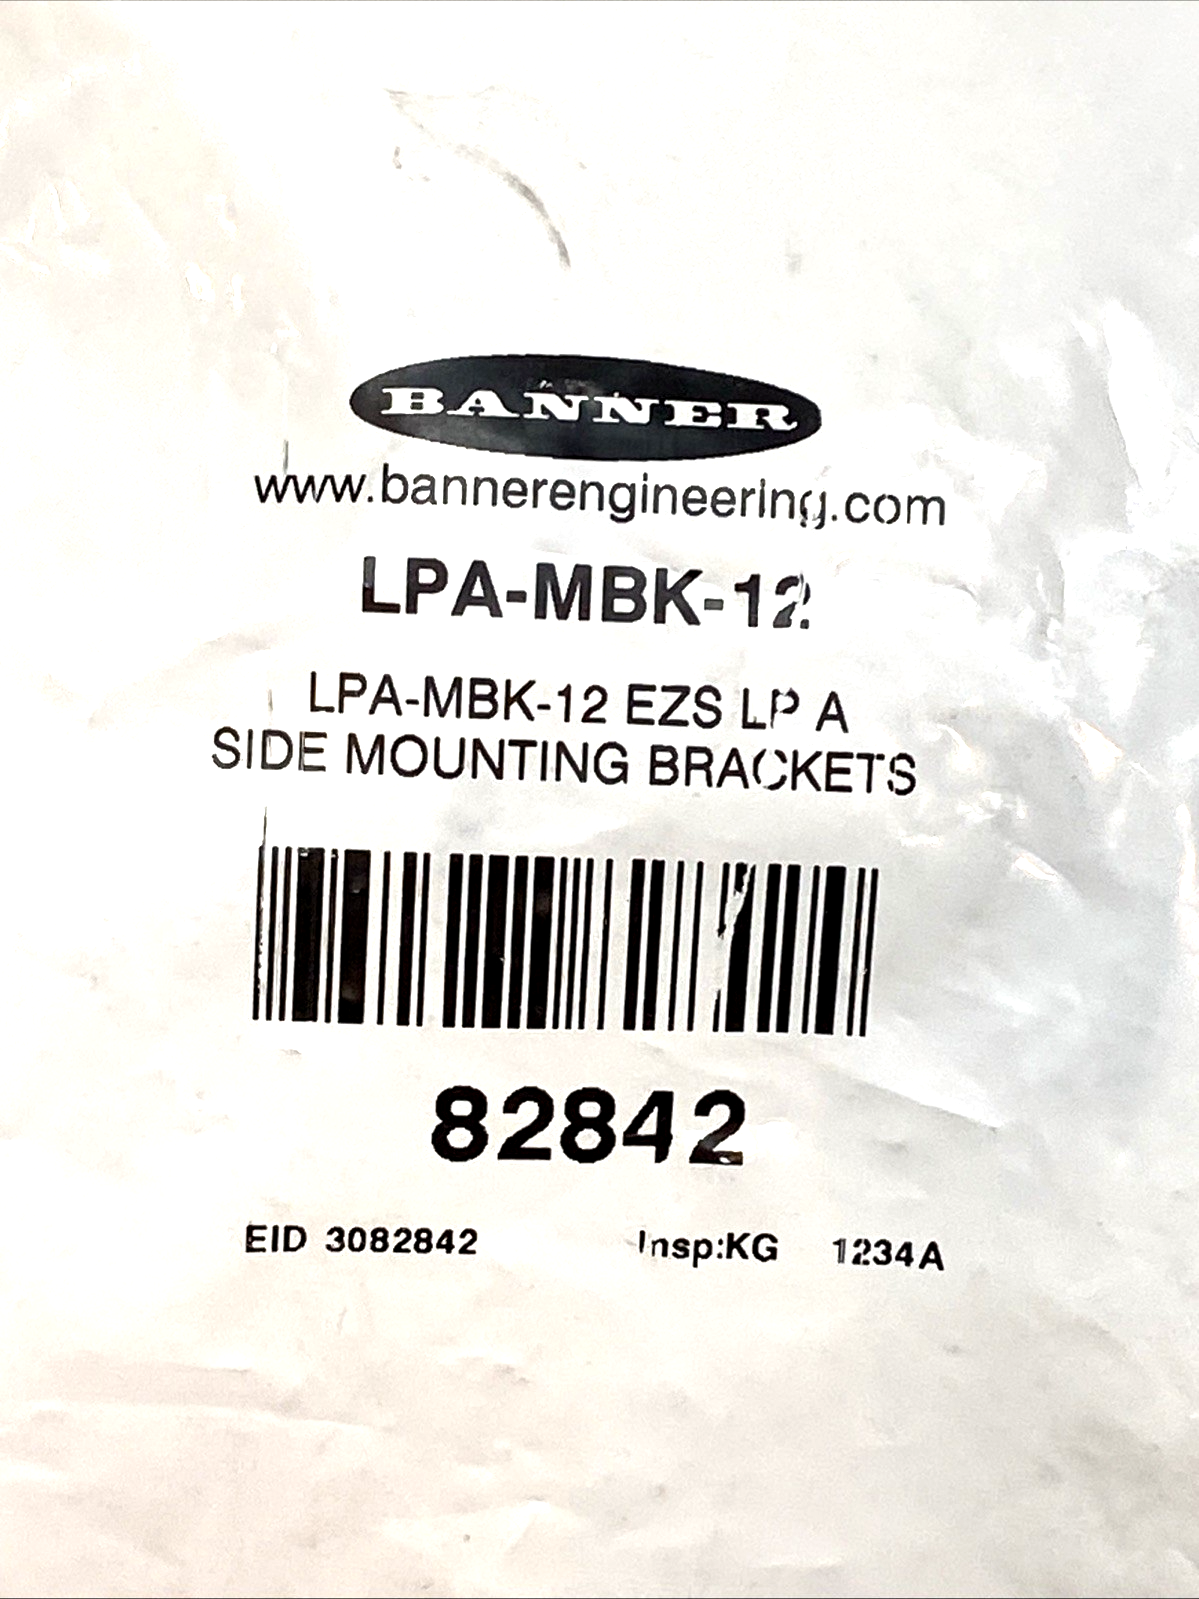 BANNER
www.bannerengineering.com
LPA-MBK-12
LPA-MBK-12 EZS LP A
SIDE MOUNTING BRACKETS
82842
EID 3082842 Insp:KG 1234A